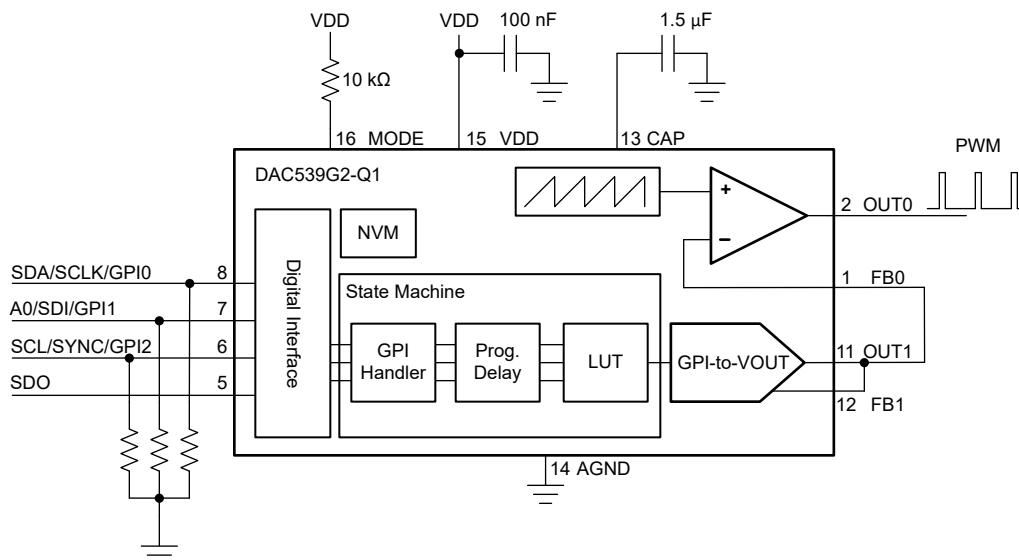 VDD
VDD
100 nF
1.5 µF
10 kΩ
16 MODE
15 VDD
13 CAP
DAC539G2-Q1
PWM
+
−
2 OUT0
NVM
Digital Interface
SDA/SCLK/GPI0
8
1 FB0
State Machine
A0/SDI/GPI1
7
SCL/SYNC/GPI2
6
GPI
Handler
Prog.
Delay
LUT
GPI-to-VOUT
11 OUT1
SDO
5
12 FB1
14 AGND